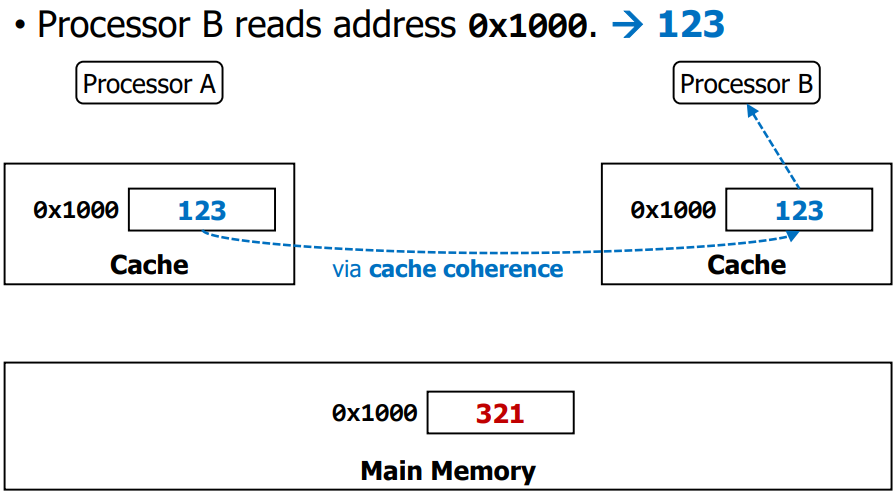 • Processor B reads address 0x1000. → 123
Processor A
Processor B
0x1000 123
Cache
0x1000 123
Cache
via cache coherence
0x1000 321
Main Memory